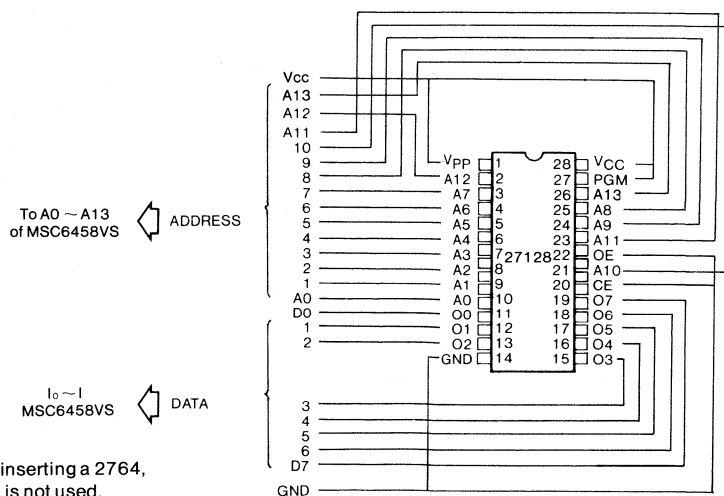 Vcc
A13
A12
A11
10
9
8
7
6
5
4
3
2
1
A0
D0
1
2
3
4
5
6
D7
GND
To A0 ~ A13
of MSC6458VS
ADDRESS
I₀ ~ I
MSC6458VS
DATA
VPP 1 28 VCC
A12 2 27 PGM
A7 3 26 A13
A6 4 25 A8
A5 5 24 A9
A4 6 23 A11
A3 7 27128 22 OE
A2 8 21 A10
A1 9 20 CE
A0 10 19 O7
O0 11 18 O6
O1 12 17 O5
O2 13 16 O4
GND 14 15 O3
inserting a 2764,
is not used.